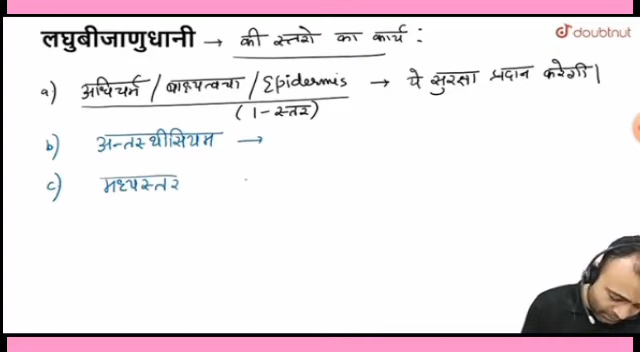 लघुबीजाणुधानी → की स्तरो का कार्य :
doubtnut
a) अधिचर्म / बाह्यत्वचा / Epidermis → ये सुरक्षा प्रदान करेगी।
(1-स्तर)
b) अन्तस्थीसियम →
c) मध्यस्तर